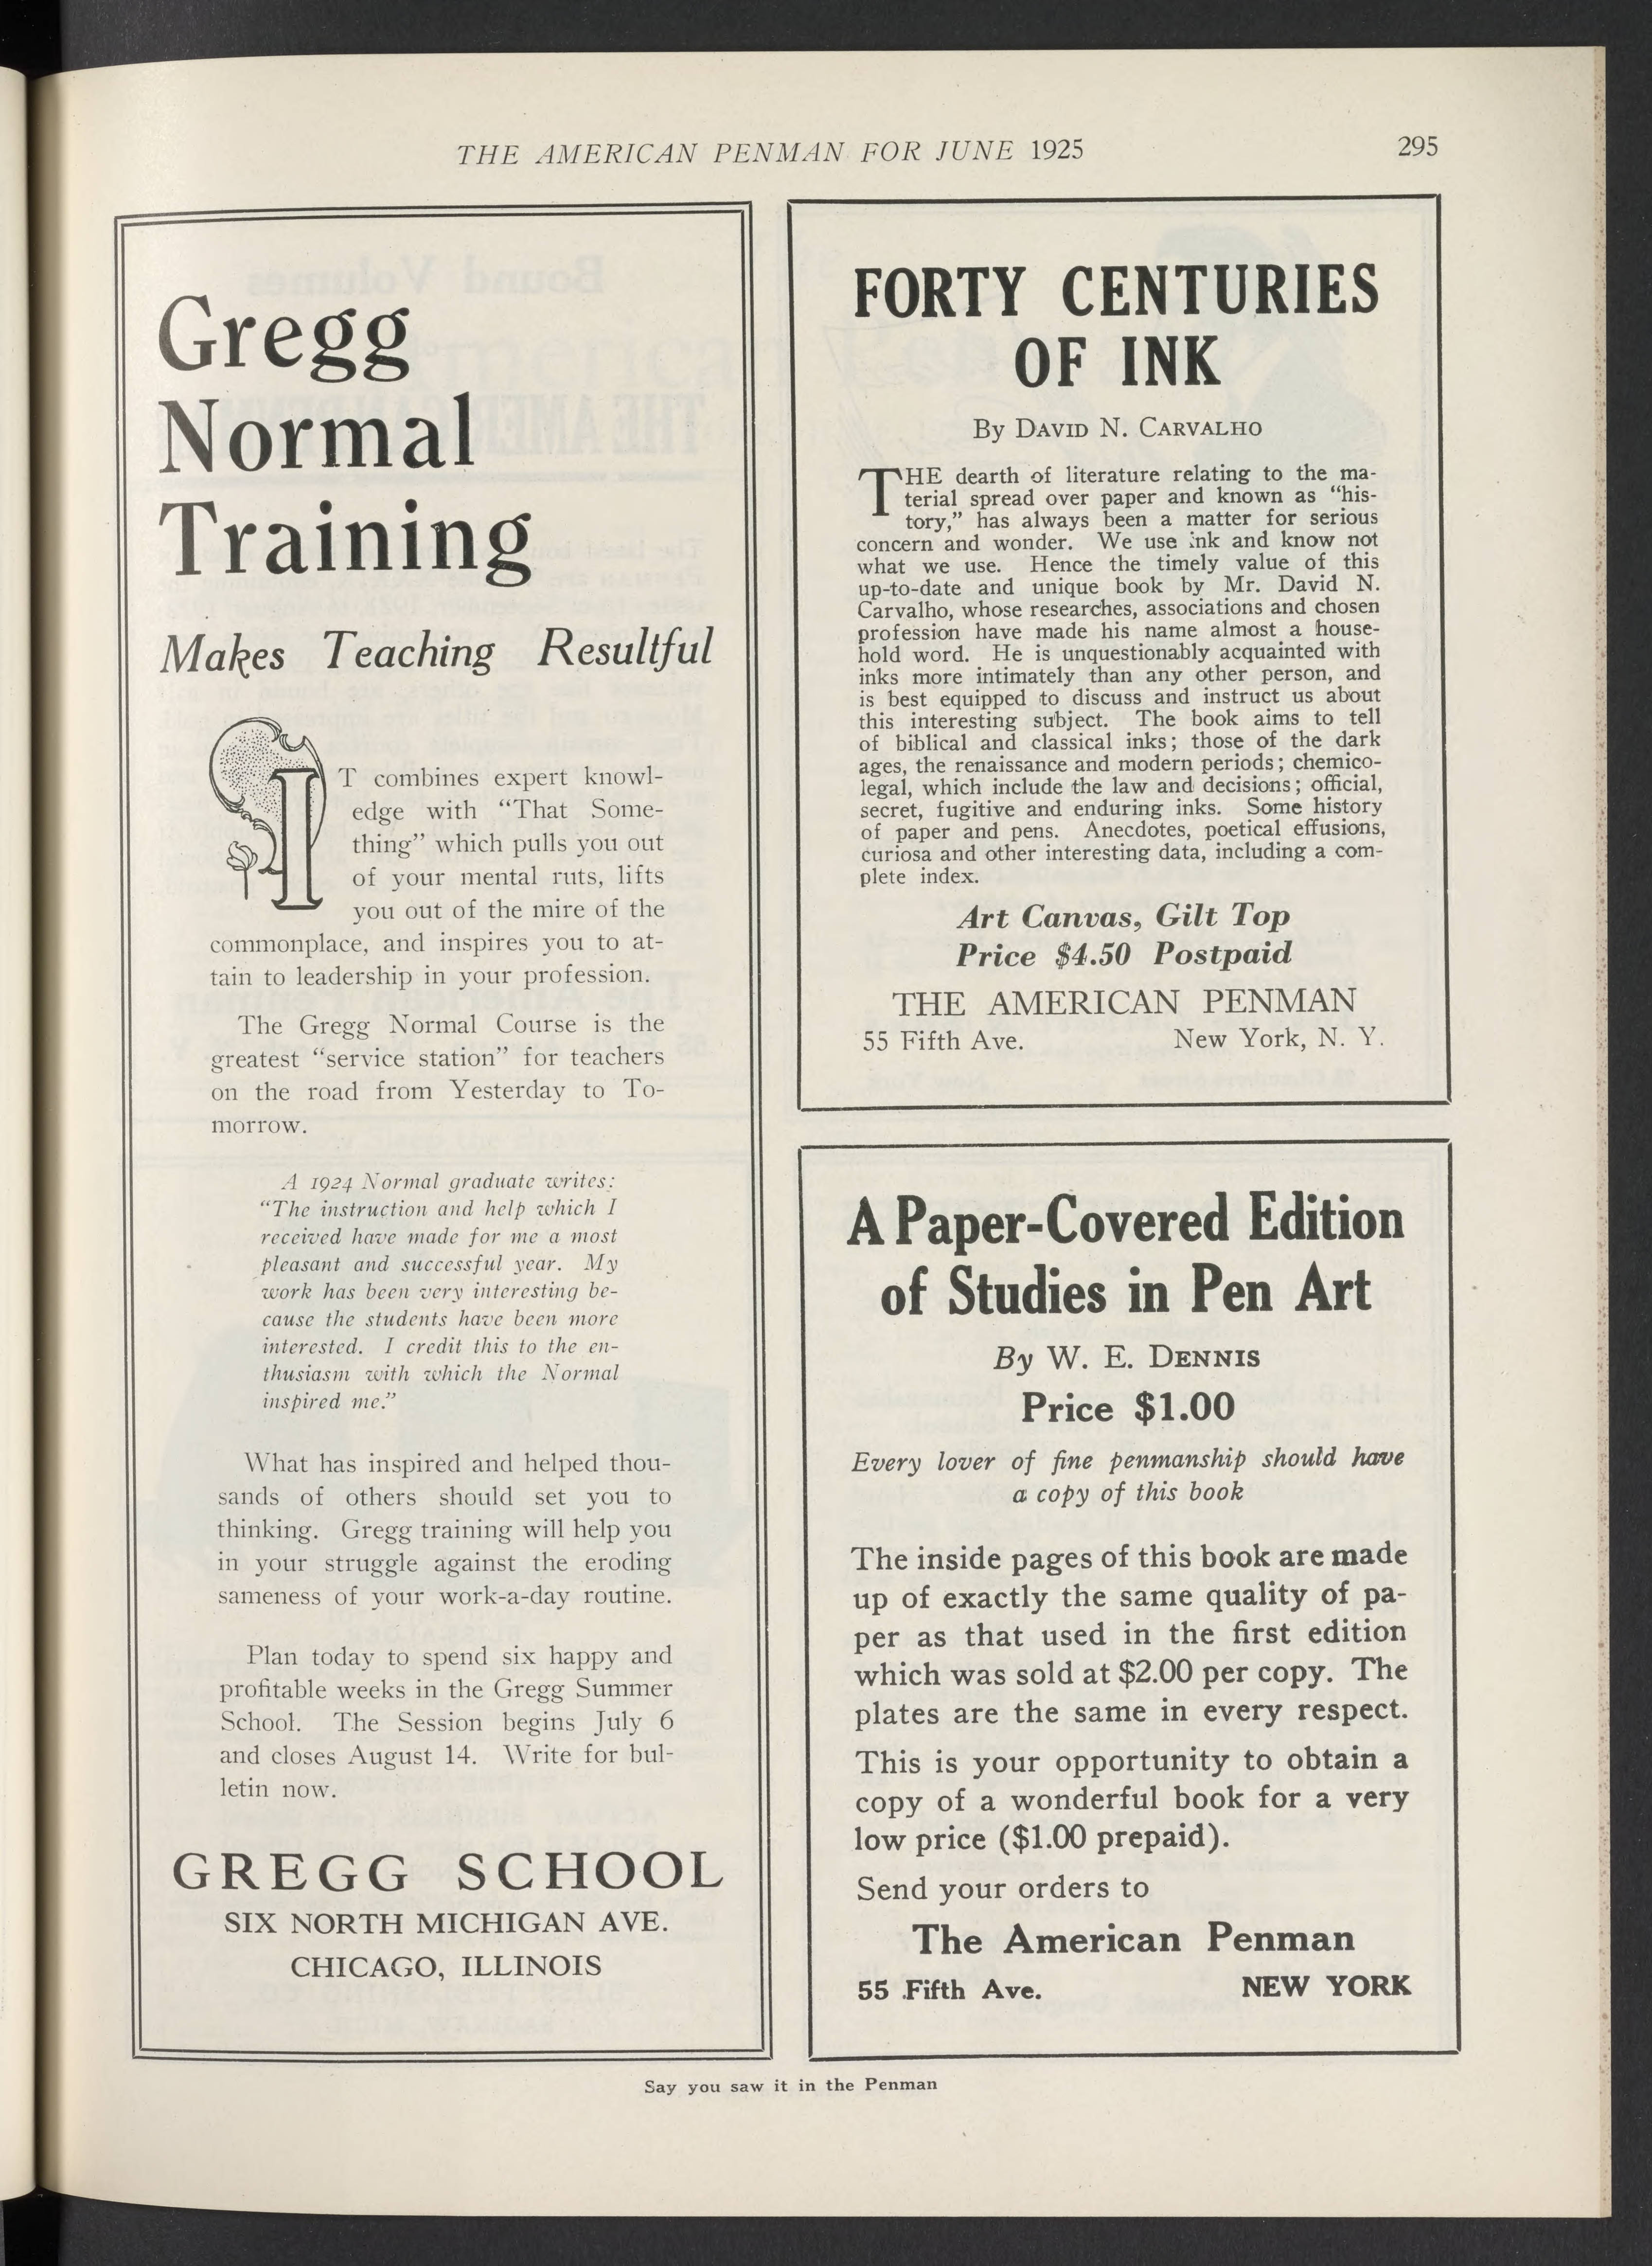 THE AMERICAN PENMAN FOR JUNE 1925
295
Gregg
Normal
Training
Makes Teaching Resultful
IT combines expert knowl-
edge with “That Some-
thing” which pulls you out
of your mental ruts, lifts
you out of the mire of the
commonplace, and inspires you to at-
tain to leadership in your profession.
The Gregg Normal Course is the
greatest “service station” for teachers
on the road from Yesterday to To-
morrow.
A 1924 Normal graduate writes:
“The instruction and help which I
received have made for me a most
pleasant and successful year. My
work has been very interesting be-
cause the students have been more
interested. I credit this to the en-
thusiasm with which the Normal
inspired me.”
What has inspired and helped thou-
sands of others should set you to
thinking. Gregg training will help you
in your struggle against the eroding
sameness of your work-a-day routine.
Plan today to spend six happy and
profitable weeks in the Gregg Summer
School. The Session begins July 6
and closes August 14. Write for bul-
letin now.
GREGG SCHOOL
SIX NORTH MICHIGAN AVE.
CHICAGO, ILLINOIS
FORTY CENTURIES
OF INK
By DAVID N. CARVALHO
THE dearth of literature relating to the ma-
terial spread over paper and known as “his-
tory,” has always been a matter for serious
concern and wonder. We use ink and know not
what we use. Hence the timely value of this
up-to-date and unique book by Mr. David N.
Carvalho, whose researches, associations and chosen
profession have made his name almost a house-
hold word. He is unquestionably acquainted with
inks more intimately than any other person, and
is best equipped to discuss and instruct us about
this interesting subject. The book aims to tell
of biblical and classical inks; those of the dark
ages, the renaissance and modern periods; chemico-
legal, which include the law and decisions; official,
secret, fugitive and enduring inks. Some history
of paper and pens. Anecdotes, poetical effusions,
curiosa and other interesting data, including a com-
plete index.
Art Canvas, Gilt Top
Price $4.50 Postpaid
THE AMERICAN PENMAN
55 Fifth Ave. New York, N. Y.
A Paper-Covered Edition
of Studies in Pen Art
By W. E. DENNIS
Price $1.00
Every lover of fine penmanship should have
a copy of this book
The inside pages of this book are made
up of exactly the same quality of pa-
per as that used in the first edition
which was sold at $2.00 per copy. The
plates are the same in every respect.
This is your opportunity to obtain a
copy of a wonderful book for a very
low price ($1.00 prepaid).
Send your orders to
The American Penman
55 Fifth Ave. NEW YORK
Say you saw it in the Penman